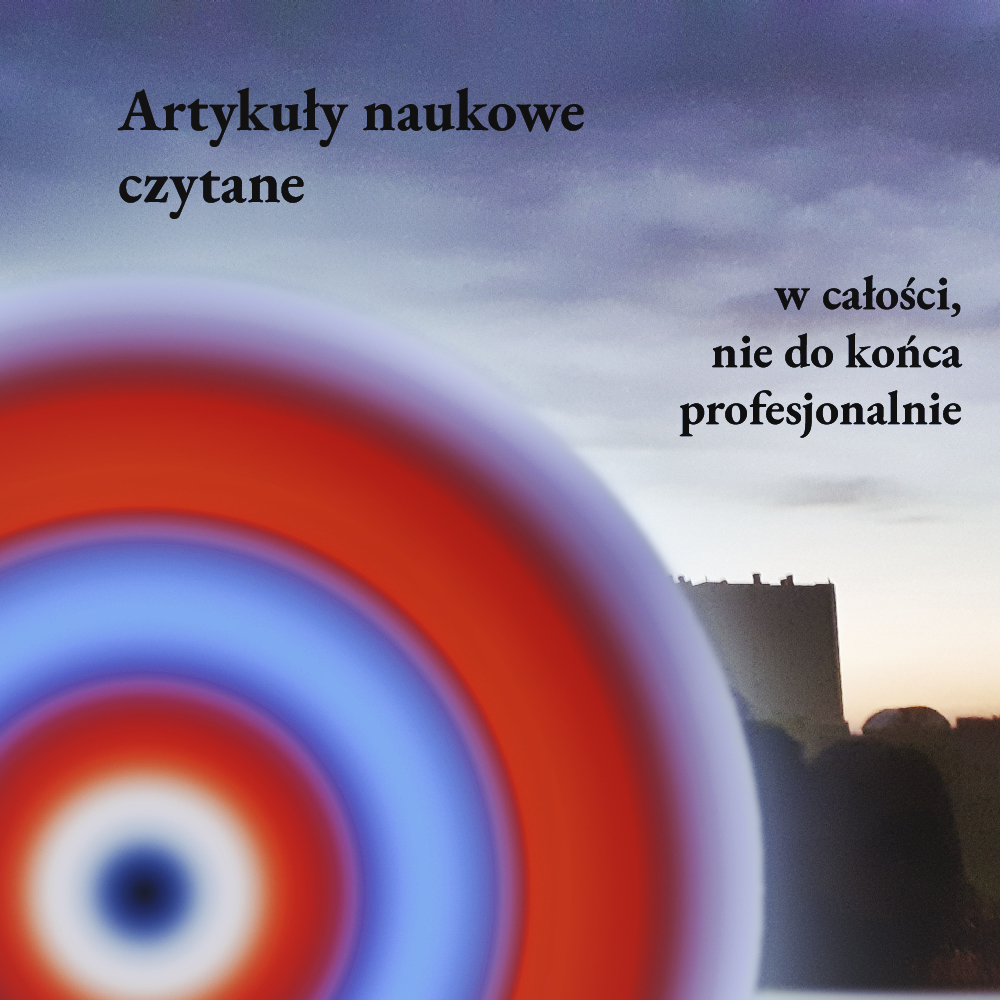 Artykuły naukowe
czytane
w całości,
nie do końca
profesjonalnie